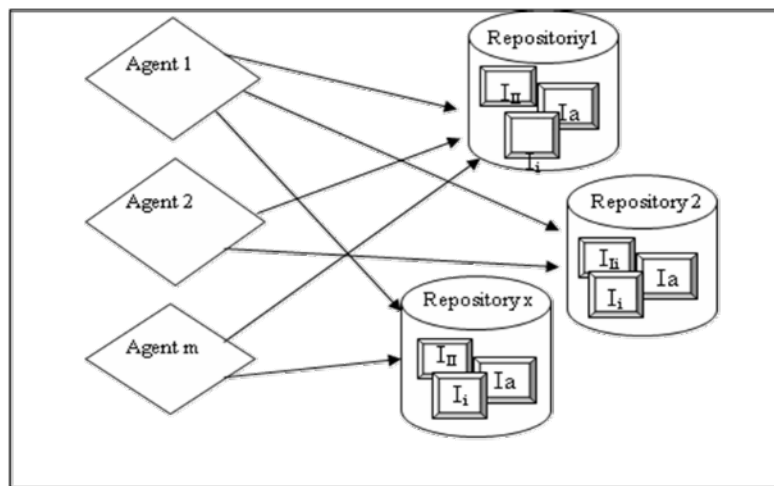 Agent 1
Agent 2
Agent m
Repositoriy1
I_II
Ia
I_i
Repository 2
I_Ii
Ia
I_i
Repository x
I_II
Ia
I_i